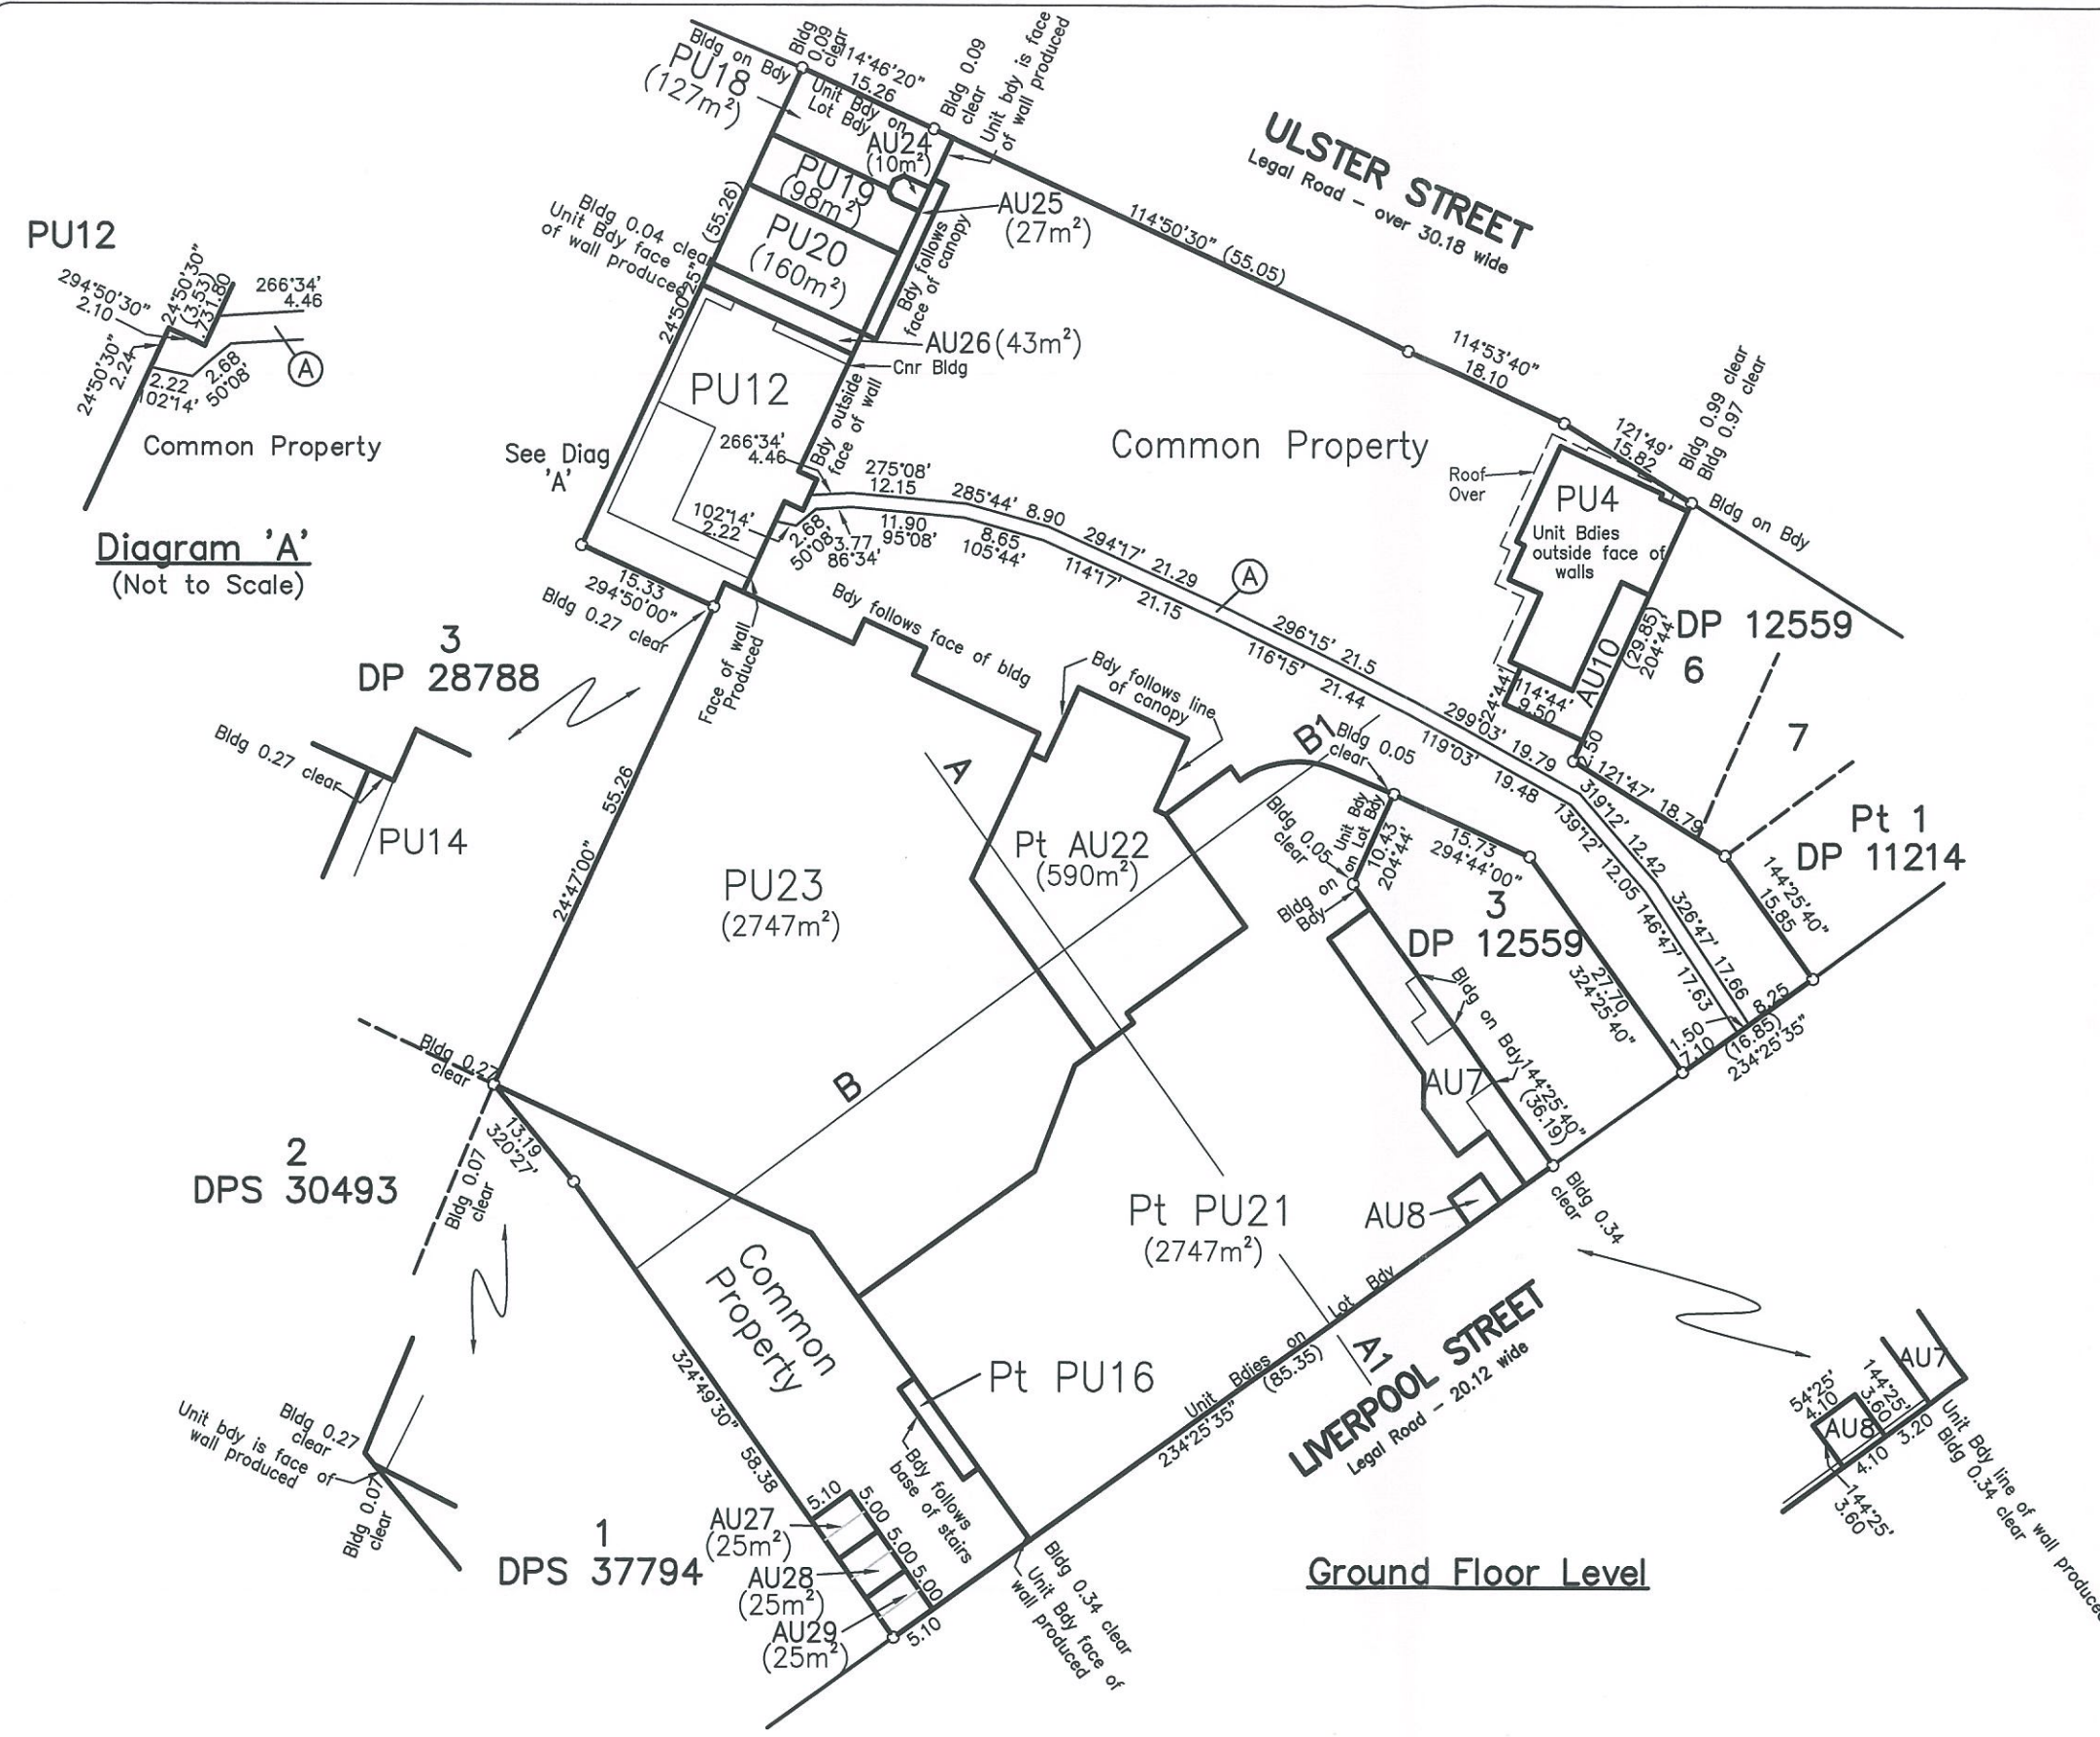 Bldg on Bdy
PU18
(127m²)
Bldg
0.09
clear
114°46'20"
15.26
Unit Bdy on
Lot Bdy
Bldg 0.09
clear
Unit bdy is face
of wall produced
AU24
(10m²)
PU19
(98m²)
PU20
(160m²)
AU25
(27m²)
Bdy follows
face of canopy
AU26 (43m²)
Cnr Bldg
Bldg 0.04 clear
Unit Bdy face
of wall produced
(55.26)
24°50'25"
ULSTER STREET
Legal Road - over 30.18 wide
114°50'30" (55.05)
114°53'40"
18.10
121°49'
15.82
Bldg 0.99 clear
Bldg 0.97 clear
Bldg on Bdy
PU12
294°50'30"
2.10
24°50'30"
(3.53)
.73
1.80
266°34'
4.46
24°50'30"
2.24
2.22
102°14'
2.68
50°08'
A
Common Property
Diagram 'A'
(Not to Scale)
PU12
See Diag
'A'
Bdy outside
face of wall
266°34'
4.46
102°14'
2.22
2.68
50°08'
3.77
86°34'
275°08'
12.15
11.90
95°08'
285°44' 8.90
8.65
105°44'
294°17' 21.29
114°17'
21.15
A
296°15' 21.5
116°15'
21.44
299°03' 19.79
119°03'
19.48
319°12' 12.42
139°12' 12.05
326°47' 17.66
146°47' 17.63
Common Property
Roof
Over
PU4
Unit Bdies
outside face of
walls
AU10
(29.85)
204°44'
24°44'
114°44'
9.50
2.50
DP 12559
6
7
121°47' 18.79
Pt 1
DP 11214
144°25'40"
15.85
8.25
1.50
7.10
(16.85)
234°25'35"
15.33
294°50'00"
Bldg 0.27 clear
Face of wall
Produced
Bdy follows face of bldg
Bdy follows line
of canopy
3
DP 28788
Bldg 0.27 clear
PU14
55.26
24°47'00"
A
B1
Bldg 0.05
clear
Unit Bdy
on Lot Bdy
10.43
204°44'
Bldg 0.05
clear
Bldg on
Bdy
15.73
294°44'00"
3
DP 12559
27.70
324°25'40"
Pt AU22
(590m²)
PU23
(2747m²)
Bldg on Bdy
144°25'40"
(36.19)
AU7
AU8
Bldg 0.34
clear
Bldg 0.27
clear
B
13.19
320°27'
Bldg 0.07
clear
2
DPS 30493
Pt PU21
(2747m²)
Common
Property
Unit Bdies on Lot Bdy
(85.35)
234°25'35"
A1
LIVERPOOL STREET
Legal Road - 20.12 wide
AU7
54°25'
4.10
144°25'
3.60
AU8
4.10
3.20
144°25'
3.60
Unit Bdy line of wall produced
Bldg 0.34 clear
Pt PU16
Bdy follows
base of stairs
324°49'30" 58.38
Bldg 0.27
clear
Unit bdy is face of
wall produced
Bldg 0.07
clear
1
DPS 37794
5.10
5.00
5.00
5.00
5.10
AU27
(25m²)
AU28
(25m²)
AU29
(25m²)
Bldg 0.34 clear
Unit Bdy face of
wall produced
Ground Floor Level